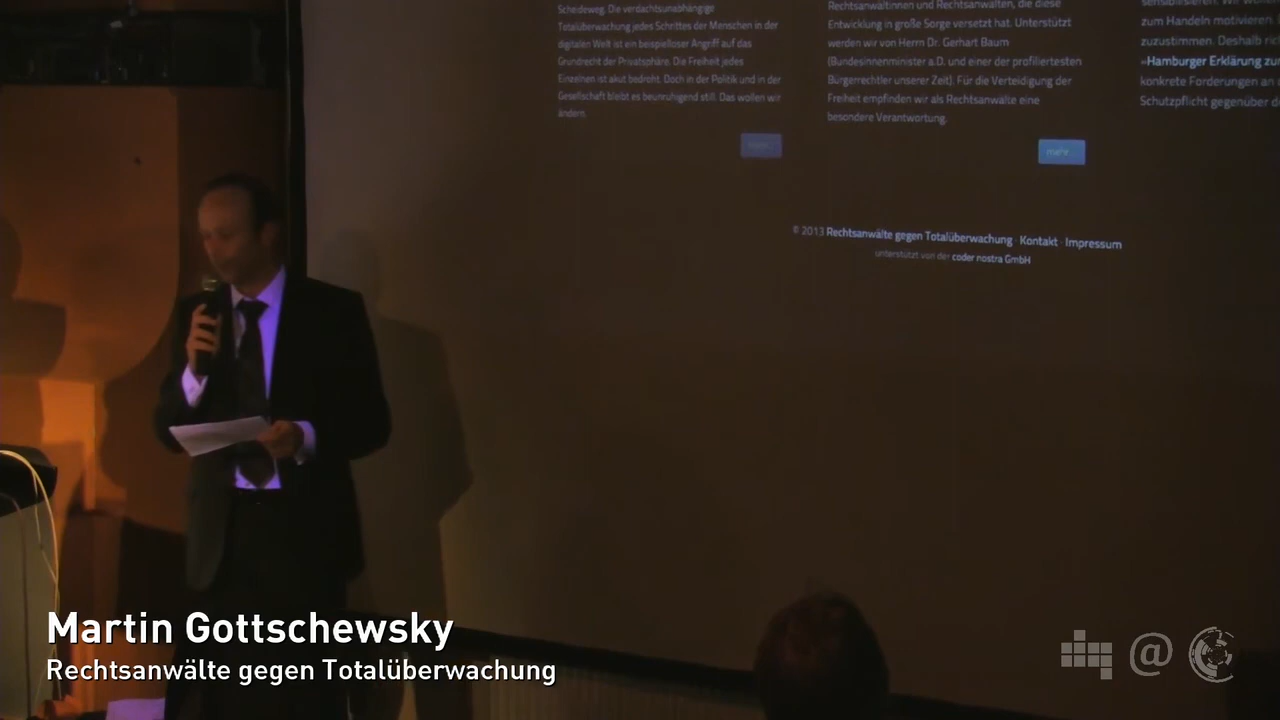 Scheideweg. Die verdachtsunabhängige
Totalüberwachung jedes Schrittes der Menschen in der
digitalen Welt ist ein beispielloser Angriff auf das
Grundrecht der Privatsphäre. Die Freiheit jedes
Einzelnen ist akut bedroht. Doch in der Politik und in der
Gesellschaft bleibt es beunruhigend still. Das wollen wir
ändern.
mehr...
Rechtsanwältinnen und Rechtsanwälten, die diese
Entwicklung in große Sorge versetzt hat. Unterstützt
werden wir von Herrn Dr. Gerhart Baum
(Bundesinnenminister a.D. und einer der profiliertesten
Bürgerrechtler unserer Zeit). Für die Verteidigung der
Freiheit empfinden wir als Rechtsanwälte eine
besondere Verantwortung.
mehr...
zum Handeln motivieren,
zuzustimmen. Deshalb
»Hamburger Erklärung
konkrete Forderungen an
Schutzpflicht gegenüber
© 2013 Rechtsanwälte gegen Totalüberwachung · Kontakt · Impressum
unterstützt von der coder nostra GmbH
Martin Gottschewsky
Rechtsanwälte gegen Totalüberwachung
@